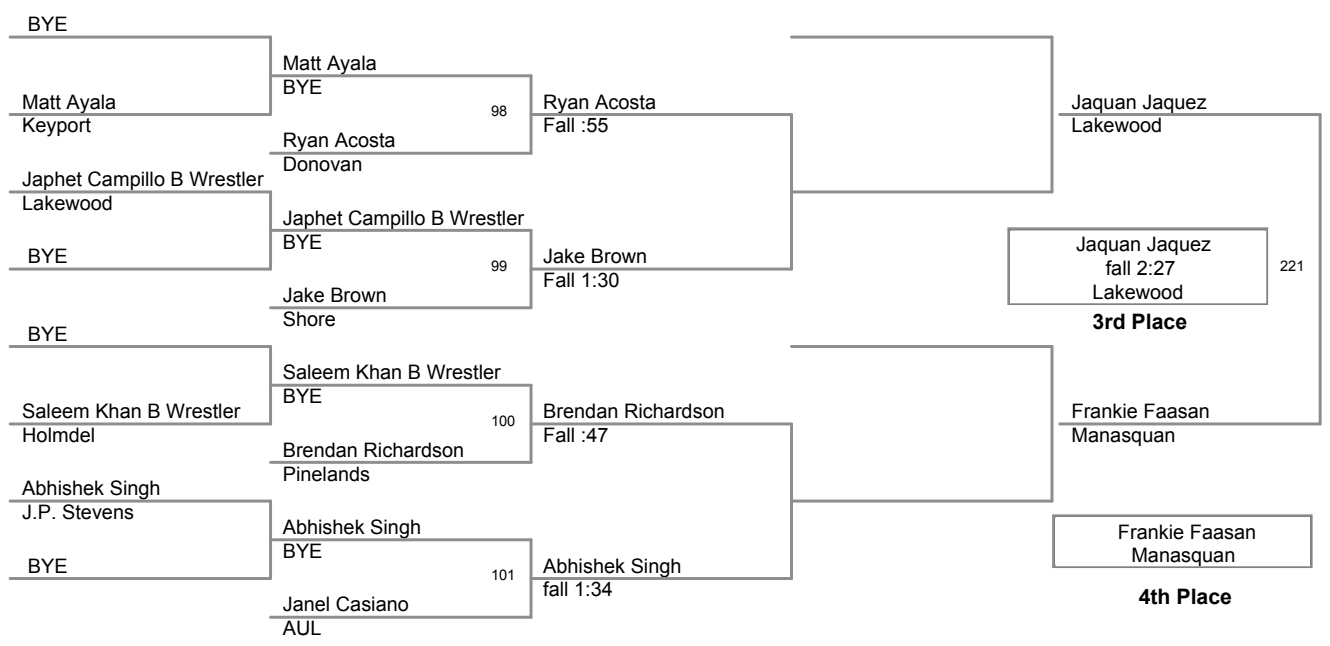 BYE
Matt Ayala
Keyport
Japhet Campillo B Wrestler
Lakewood
BYE
BYE
Saleem Khan B Wrestler
Holmdel
Abhishek Singh
J.P. Stevens
BYE
Matt Ayala
BYE
98
Ryan Acosta
Donovan
Japhet Campillo B Wrestler
BYE
99
Jake Brown
Shore
Saleem Khan B Wrestler
BYE
100
Brendan Richardson
Pinelands
Abhishek Singh
BYE
101
Janel Casiano
AUL
Ryan Acosta
Fall :55
Jake Brown
Fall 1:30
Brendan Richardson
Fall :47
Abhishek Singh
fall 1:34
Jaquan Jaquez
Lakewood
Jaquan Jaquez
fall 2:27
Lakewood
221
3rd Place
Frankie Faasan
Manasquan
Frankie Faasan
Manasquan
4th Place